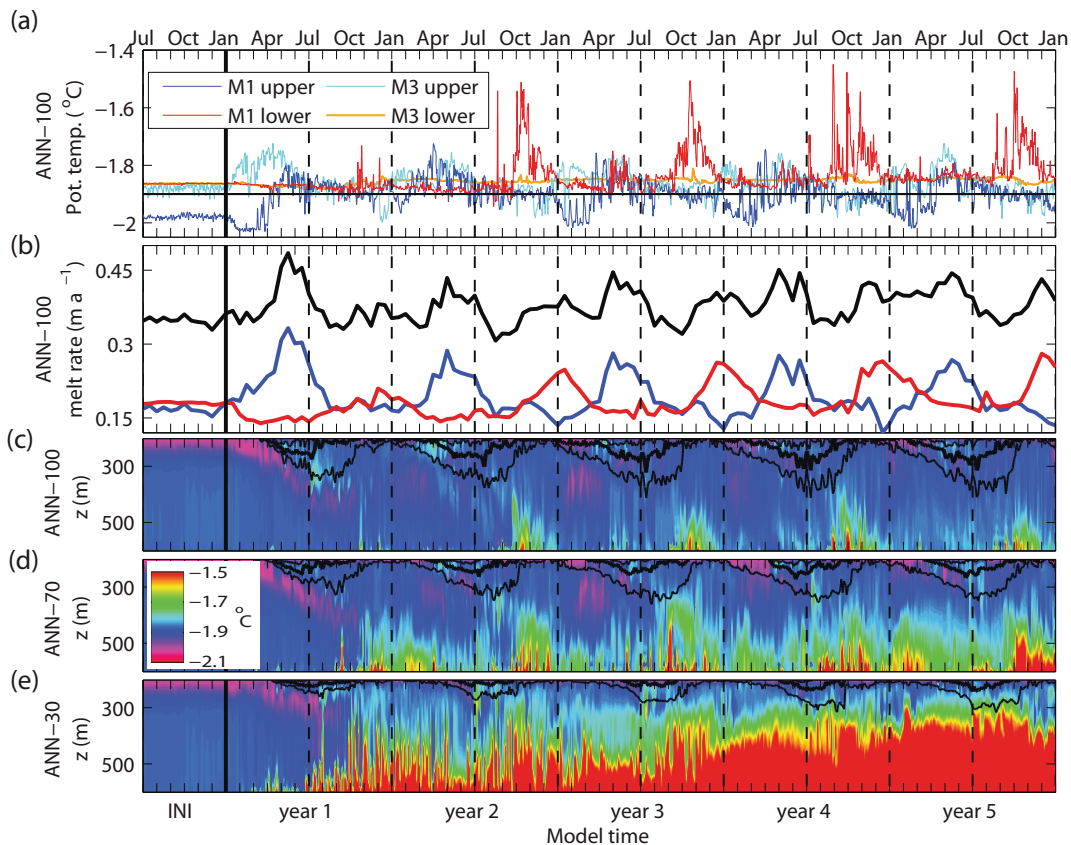 (a)
Jul Oct Jan Apr Jul Oct Jan Apr Jul Oct Jan Apr Jul Oct Jan Apr Jul Oct Jan Apr Jul Oct Jan
ANN−100
Pot. temp. (°C)
−1.4
−1.6
−1.8
−2
M1 upper
M3 upper
M1 lower
M3 lower
(b)
ANN−100
melt rate (m a −1)
0.45
0.3
0.15
(c)
ANN−100
z (m)
300
500
(d)
ANN−70
z (m)
300
500
−1.5
−1.7
−1.9
−2.1
°C
(e)
ANN−30
z (m)
300
500
INI year 1 year 2 year 3 year 4 year 5
Model time